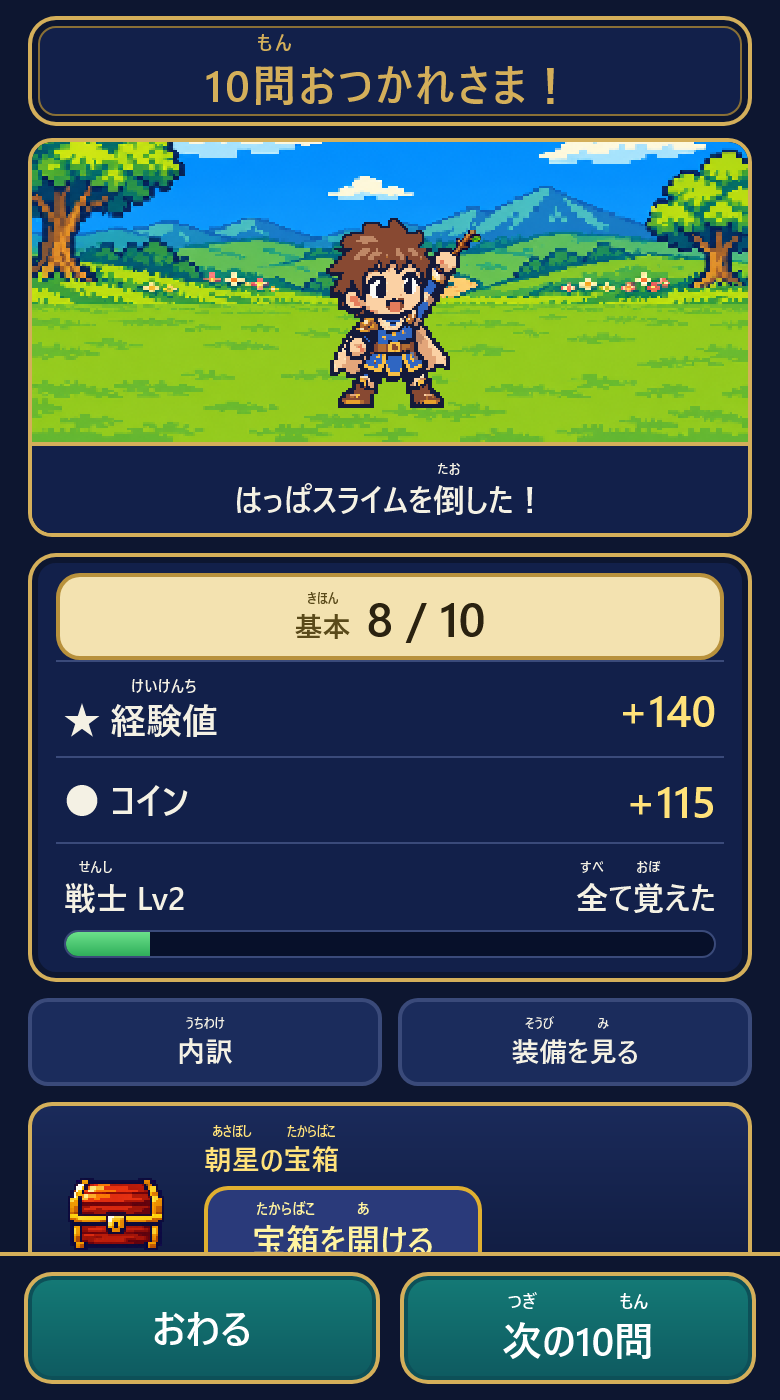 もん
10問おつかれさま！
たお
はっぱスライムを倒した！
きほん
基本 8 / 10
けいけんち
★ 経験値 +140
● コイン +115
せんし すべ おぼ
戦士 Lv2 全て覚えた
うちわけ
内訳
そうび み
装備を見る
あさぼし たからばこ
朝星の宝箱
たからばこ あ
宝箱を開ける
おわる
つぎ もん
次の10問